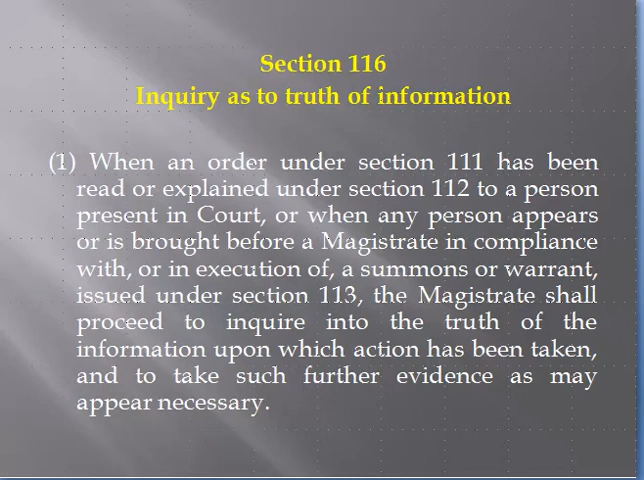 Section 116
Inquiry as to truth of information
(1) When an order under section 111 has been
read or explained under section 112 to a person
present in Court, or when any person appears
or is brought before a Magistrate in compliance
with, or in execution of, a summons or warrant,
issued under section 113, the Magistrate shall
proceed to inquire into the truth of the
information upon which action has been taken,
and to take such further evidence as may
appear necessary.